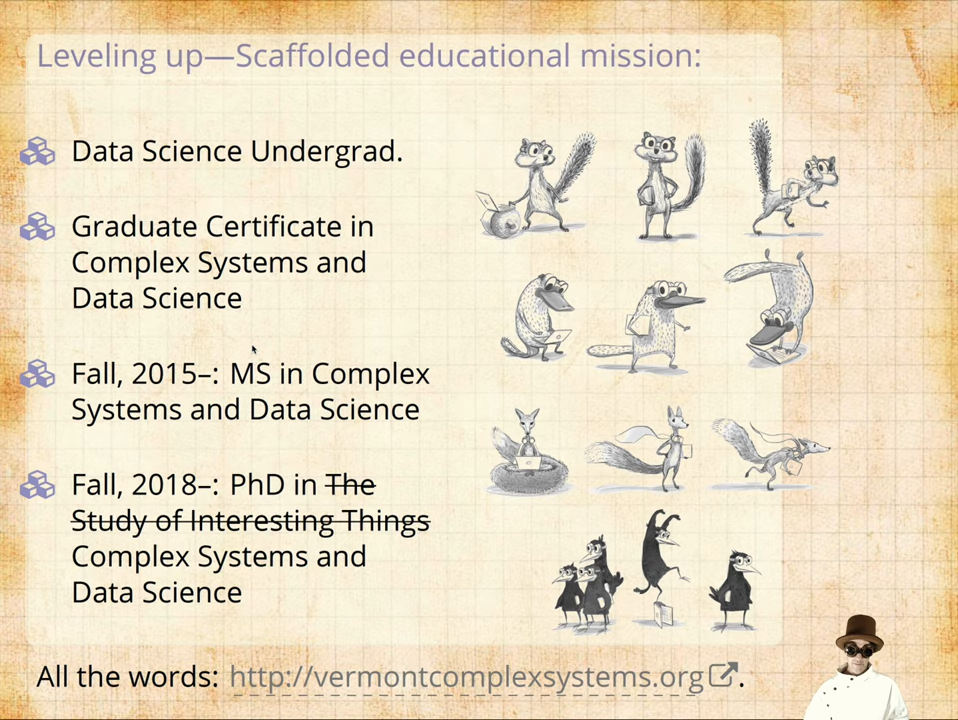 Leveling up—Scaffolded educational mission:
Data Science Undergrad.
Graduate Certificate in
Complex Systems and
Data Science
Fall, 2015–: MS in Complex
Systems and Data Science
Fall, 2018–: PhD in The
Study of Interesting Things
Complex Systems and
Data Science
All the words: http://vermontcomplexsystems.org.